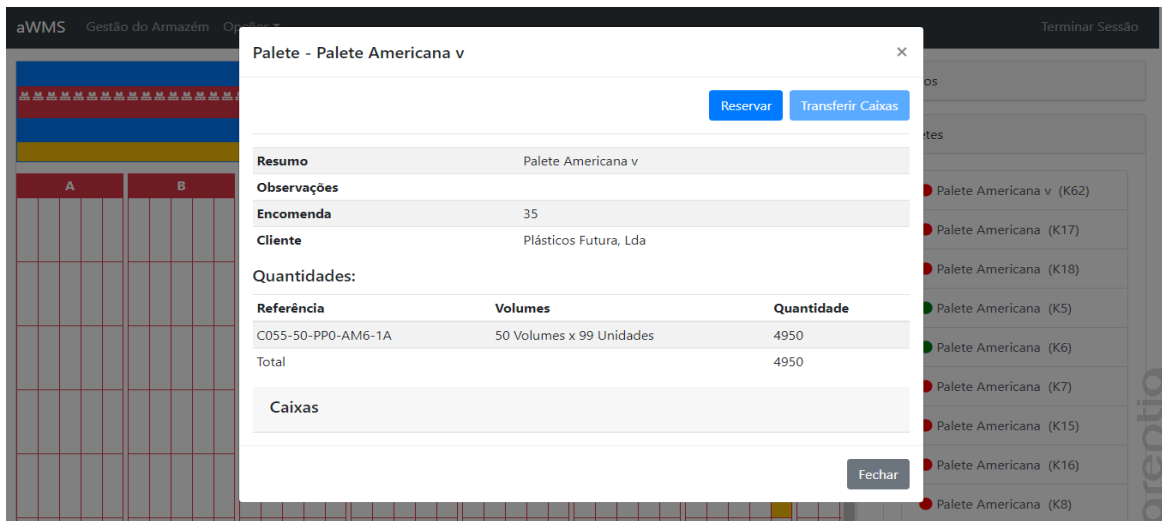 aWMS Gestão do Armazém Opções Terminar Sessão
Palete - Palete Americana v ×
Reservar Transferir Caixas
Resumo Palete Americana v
Observações
Encomenda 35
Cliente Plásticos Futura, Lda
Quantidades:
Referência Volumes Quantidade
C055-50-PP0-AM6-1A 50 Volumes x 99 Unidades 4950
Total 4950
Caixas
Fechar
A B
Palete Americana v (K62)
Palete Americana (K17)
Palete Americana (K18)
Palete Americana (K5)
Palete Americana (K6)
Palete Americana (K7)
Palete Americana (K15)
Palete Americana (K16)
Palete Americana (K8)